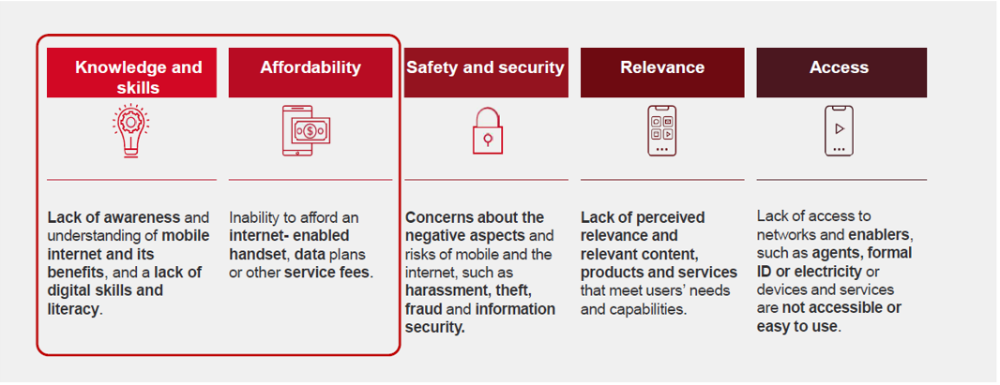 Knowledge and
skills
Affordability
Safety and security
Relevance
Access
$
Lack of awareness and
understanding of mobile
internet and its
benefits, and a lack of
digital skills and
literacy.
Inability to afford an
internet- enabled
handset, data plans
or other service fees.
Concerns about the
negative aspects and
risks of mobile and the
internet, such as
harassment, theft,
fraud and information
security.
Lack of perceived
relevance and
relevant content,
products and services
that meet users’ needs
and capabilities.
Lack of access to
networks and enablers,
such as agents, formal
ID or electricity or
devices and services
are not accessible or
easy to use.